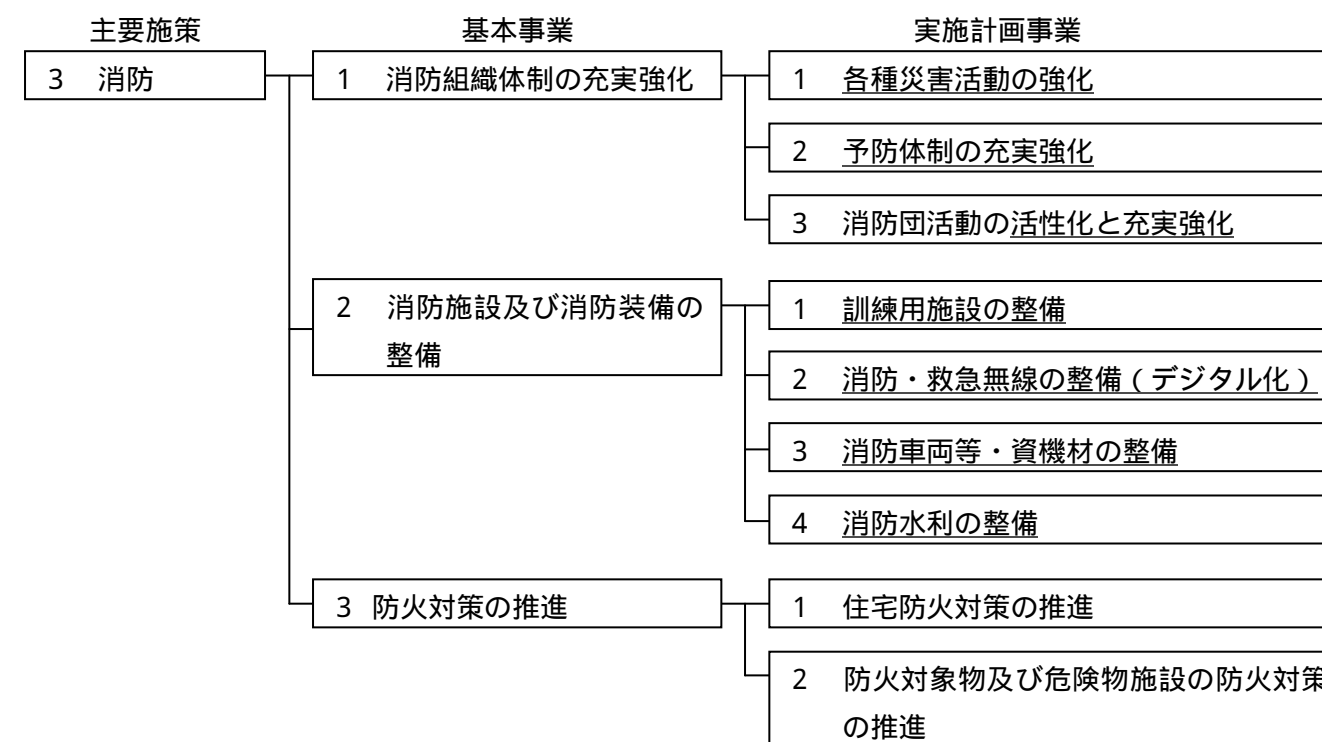 主要施策　基本事業　実施計画事業
3 消防　1 消防組織体制の充実強化　1 各種災害活動の強化
2 予防体制の充実強化
3 消防団活動の活性化と充実強化
2 消防施設及び消防装備の　1 訓練用施設の整備
整備
2 消防・救急無線の整備（デジタル化）
3 消防車両等・資機材の整備
4 消防水利の整備
3 防火対策の推進　1 住宅防火対策の推進
2 防火対象物及び危険物施設の防火対策
の推進